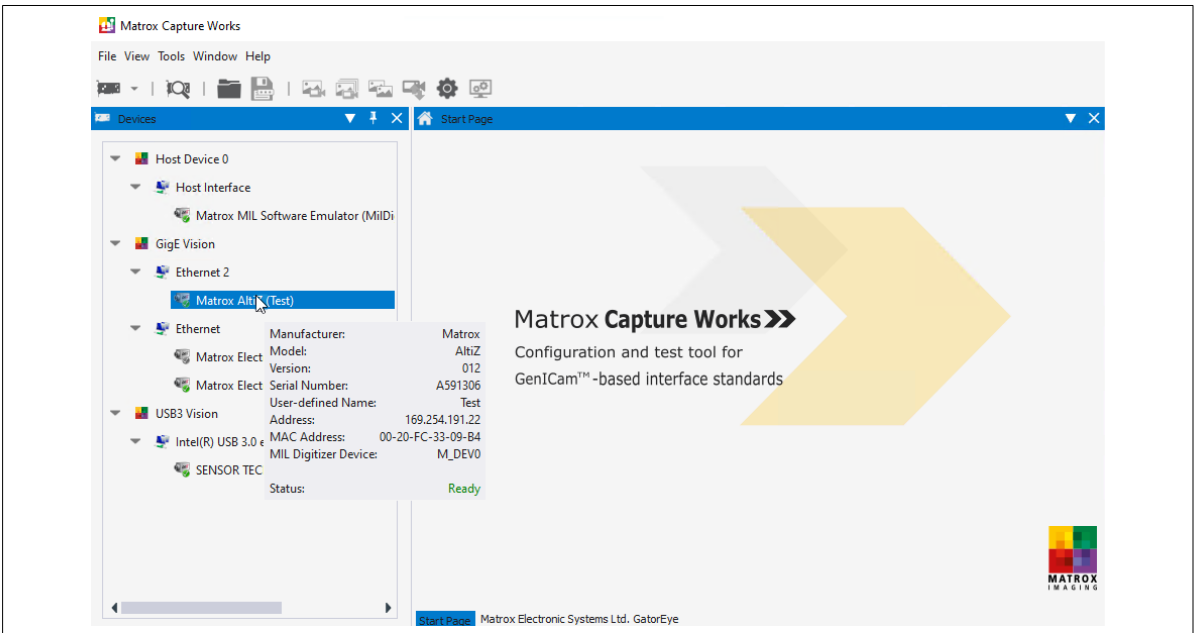 Matrox Capture Works
File View Tools Window Help
Devices
Start Page
Host Device 0
Host Interface
Matrox MIL Software Emulator (MilDi
GigE Vision
Ethernet 2
Matrox AltiZ (Test)
Ethernet
Matrox Elect
Matrox Elect
USB3 Vision
Intel(R) USB 3.0 e
SENSOR TEC
Manufacturer: Matrox
Model: AltiZ
Version: 012
Serial Number: A591306
User-defined Name: Test
Address: 169.254.191.22
MAC Address: 00-20-FC-33-09-B4
MIL Digitizer Device: M_DEV0
Status: Ready
Matrox Capture Works
Configuration and test tool for
GenICam™-based interface standards
MATROX
IMAGING
Start Page Matrox Electronic Systems Ltd. GatorEye